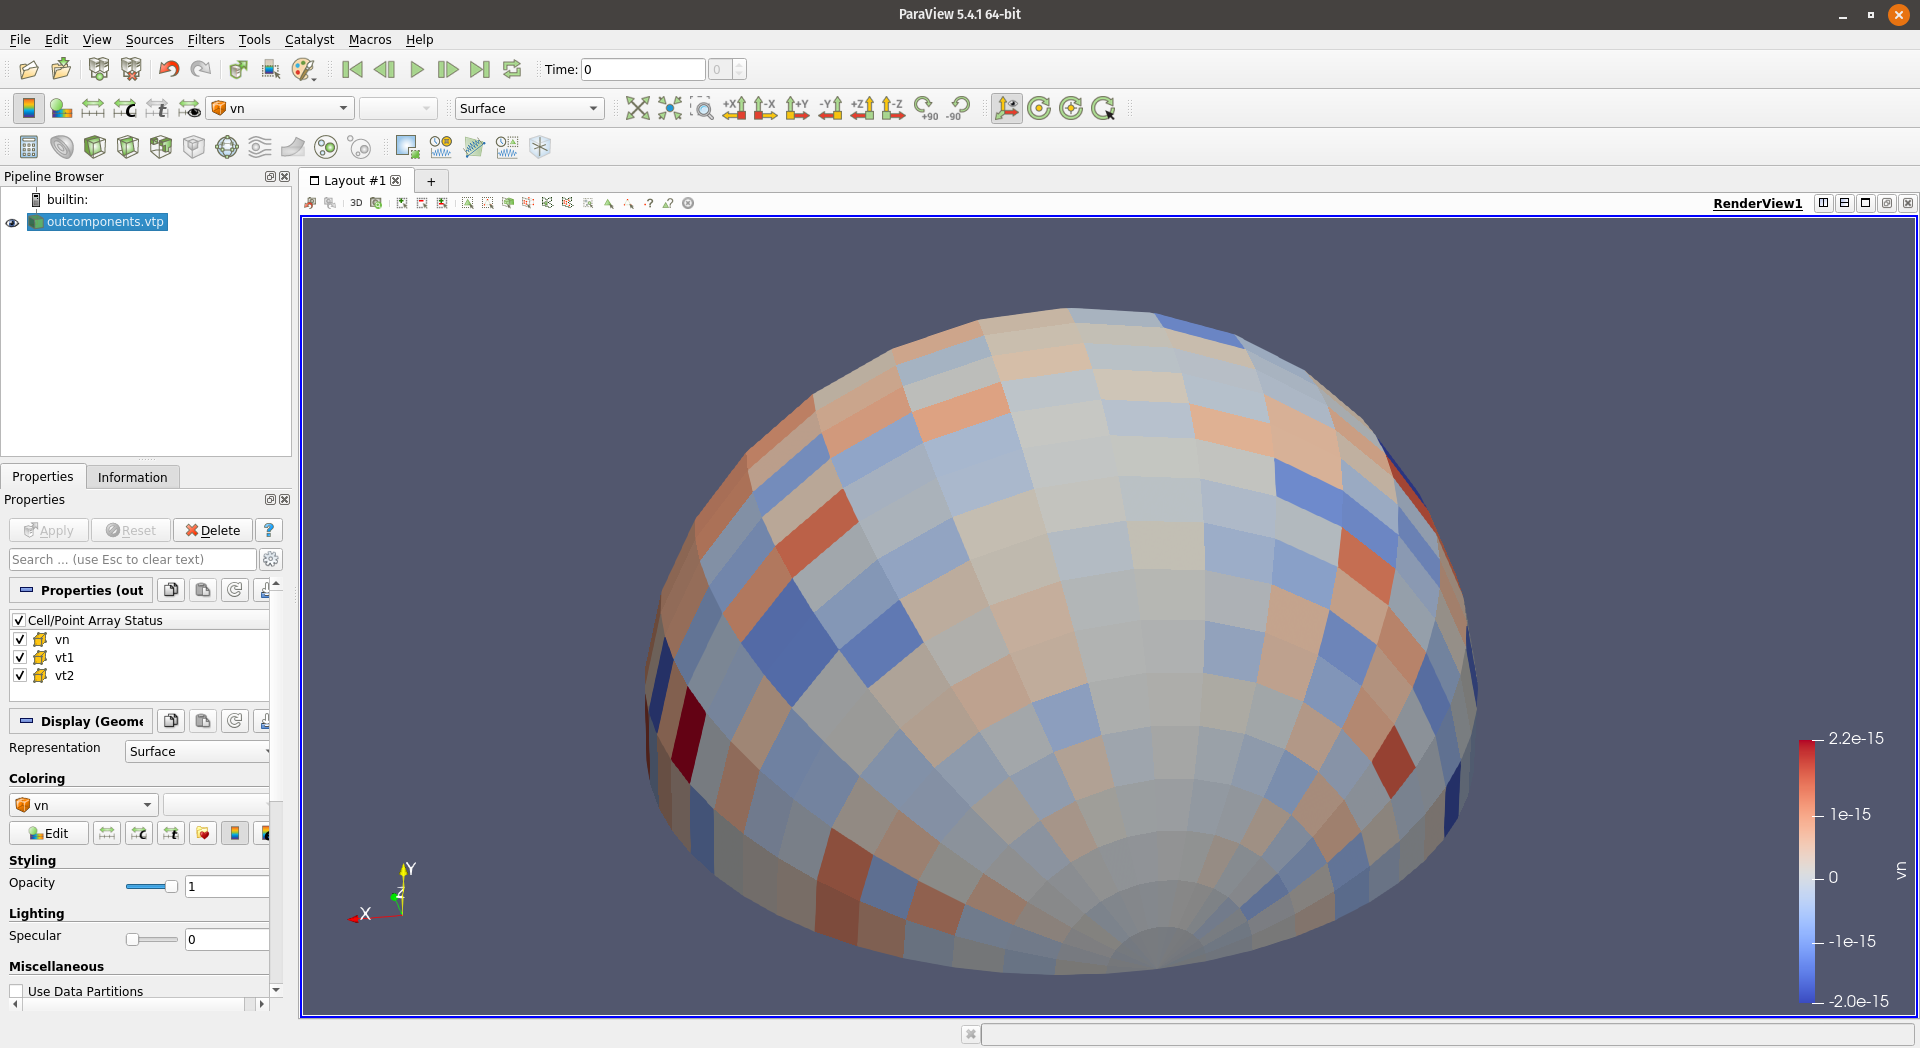 ParaView 5.4.1 64-bit
File Edit View Sources Filters Tools Catalyst Macros Help
Time: 0 0
vn Surface +X -X +Y -Y +Z -Z +90 -90
Pipeline Browser
builtin:
outcomponents.vtp
Layout #1 +
3D RenderView1
Properties Information
Properties
Apply Reset Delete ?
Search ... (use Esc to clear text)
Properties (out
Cell/Point Array Status
vn
vt1
vt2
Display (Geome
Representation Surface
Coloring
vn
Edit
Styling
Opacity 1
Lighting
Specular 0
Miscellaneous
Use Data Partitions
Y
Z
X
2.2e-15
1e-15
0
-1e-15
-2.0e-15
vn